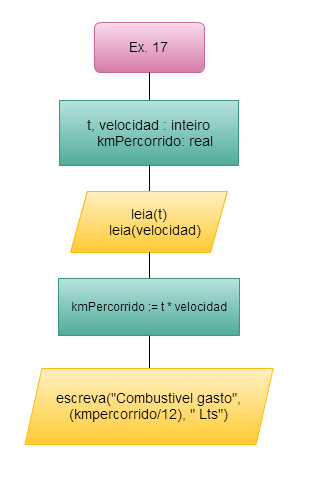 Ex. 17
t, velocidad : inteiro
kmPercorrido: real
leia(t)
leia(velocidad)
kmPercorrido := t * velocidad
escreva("Combustivel gasto",
(kmpercorrido/12), " Lts")